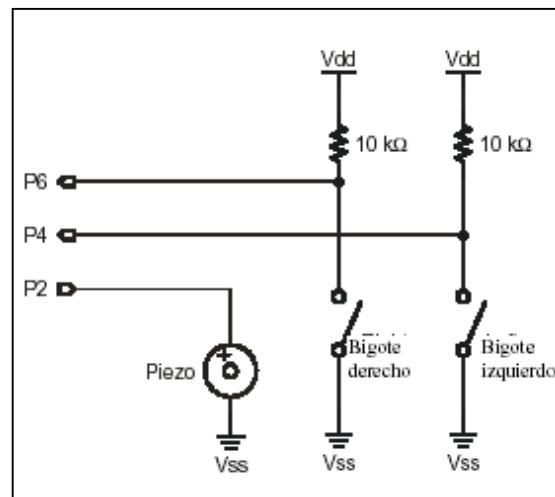 Vdd
Vdd
10 kΩ
10 kΩ
P6
P4
P2
Piezo
Bigote
derecho
Bigote
izquierdo
Vss
Vss
Vss